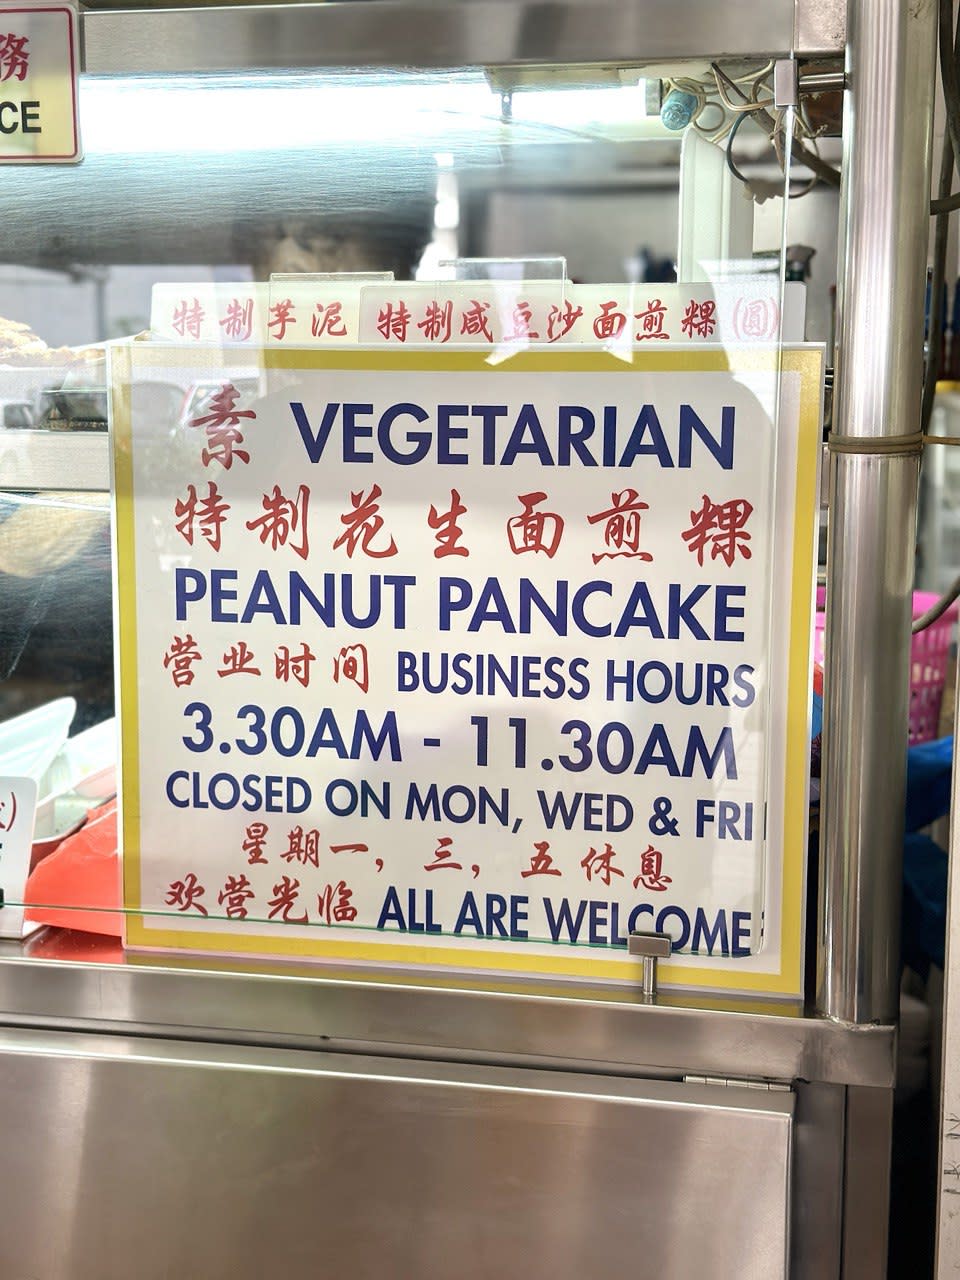 務
CE
特制芋泥 特制咸豆沙面煎粿(圆)
素 VEGETARIAN
特制花生面煎粿
PEANUT PANCAKE
营业时间 BUSINESS HOURS
3.30AM - 11.30AM
CLOSED ON MON, WED & FRI
星期一, 三, 五休息
欢营光临 ALL ARE WELCOME